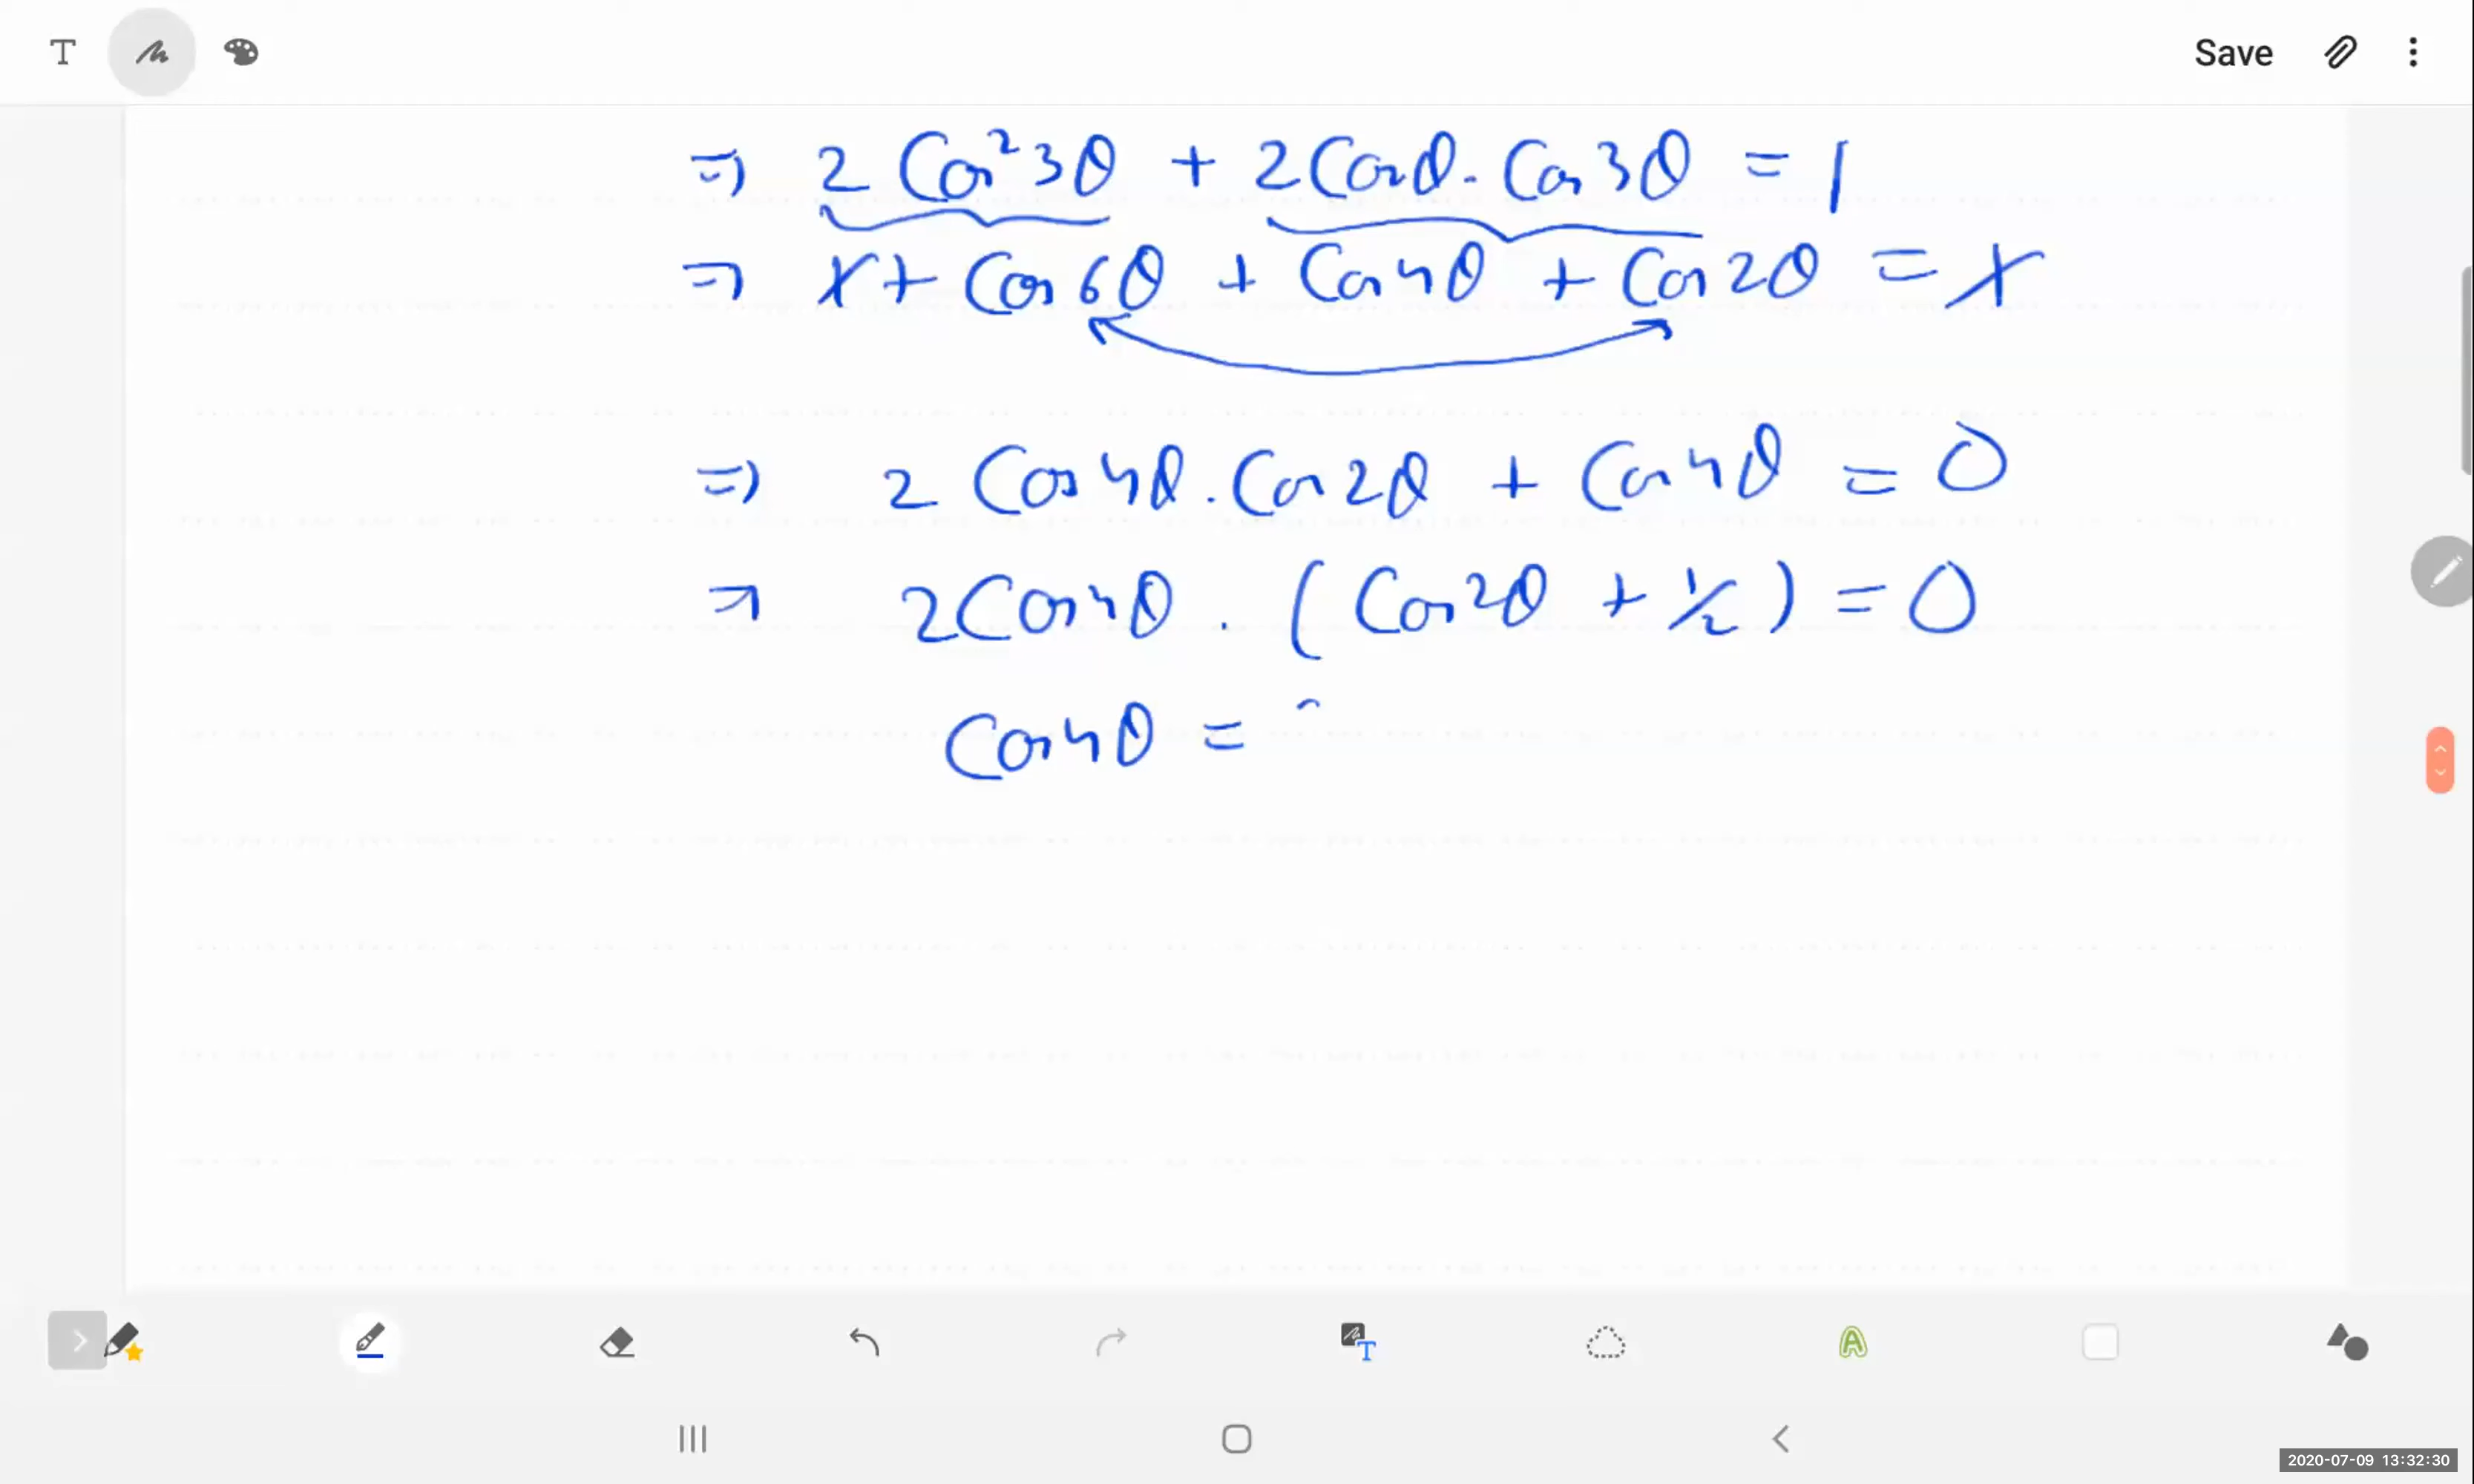 Save
⇒ 2 Cos²3θ + 2Cosθ. Cos3θ = 1
⇒ 1 + Cos6θ + Cos4θ + Cos2θ = 1
⇒ 2 Cos4θ . Cos2θ + Cos4θ = 0
⇒ 2Cos4θ . (Cos2θ + 1/2) = 0
Cos4θ =
2020-07-09 13:32:30